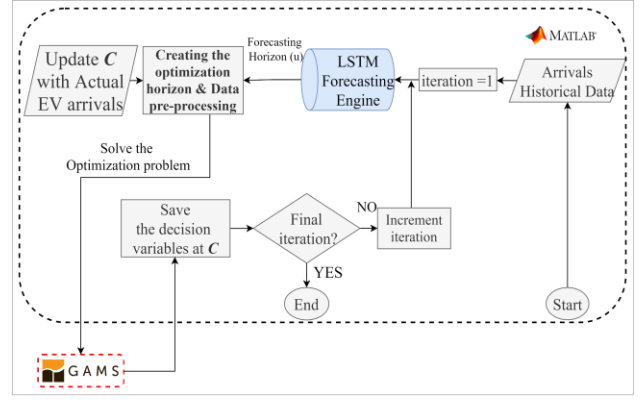 Update C
with Actual
EV arrivals
Creating the
optimization
horizon & Data
pre-processing
Forecasting
Horizon (u)
LSTM
Forecasting
Engine
iteration =1
MATLAB®
Arrivals
Historical Data
Solve the
Optimization problem
Save
the decision
variables at C
Final
iteration?
NO
Increment
iteration
YES
End
Start
GAMS